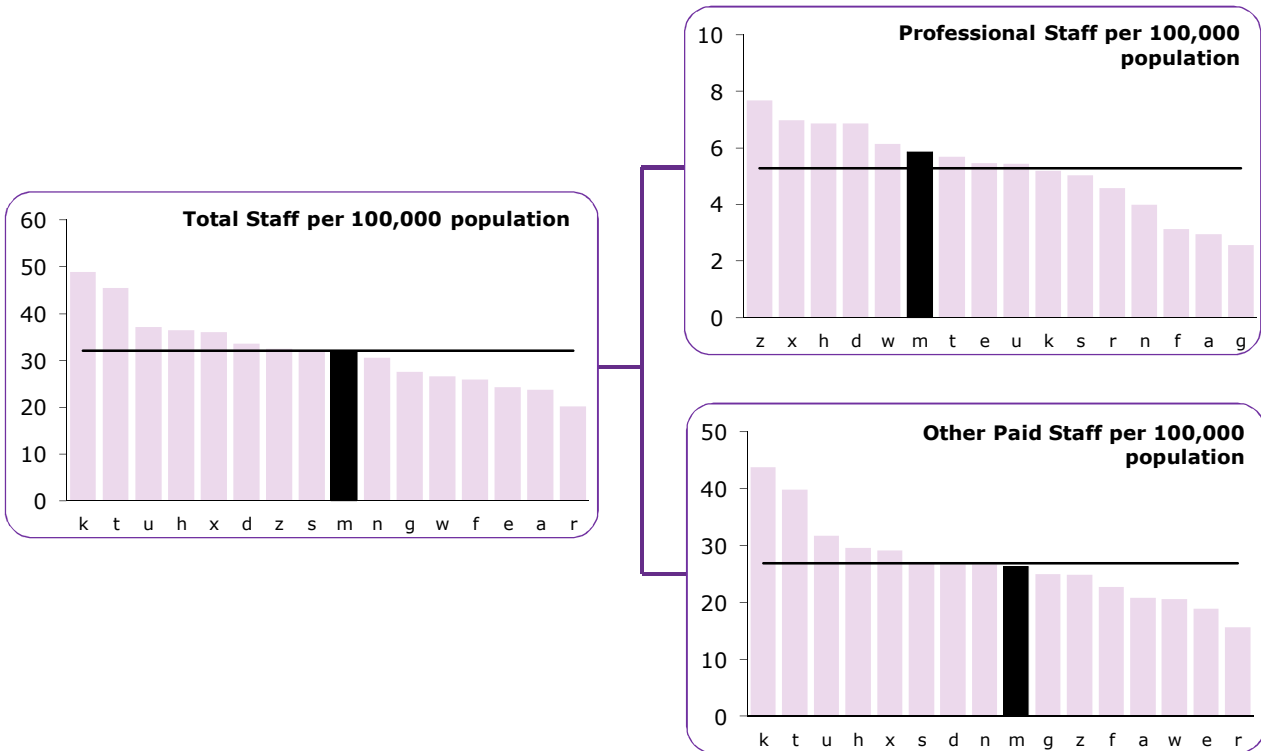 Total Staff per 100,000 population
60
50
40
30
20
10
0
k t u h x d z s m n g w f e a r
Professional Staff per 100,000
population
10
8
6
4
2
0
z x h d w m t e u k s r n f a g
Other Paid Staff per 100,000
population
50
40
30
20
10
0
k t u h x s d n m g z f a w e r